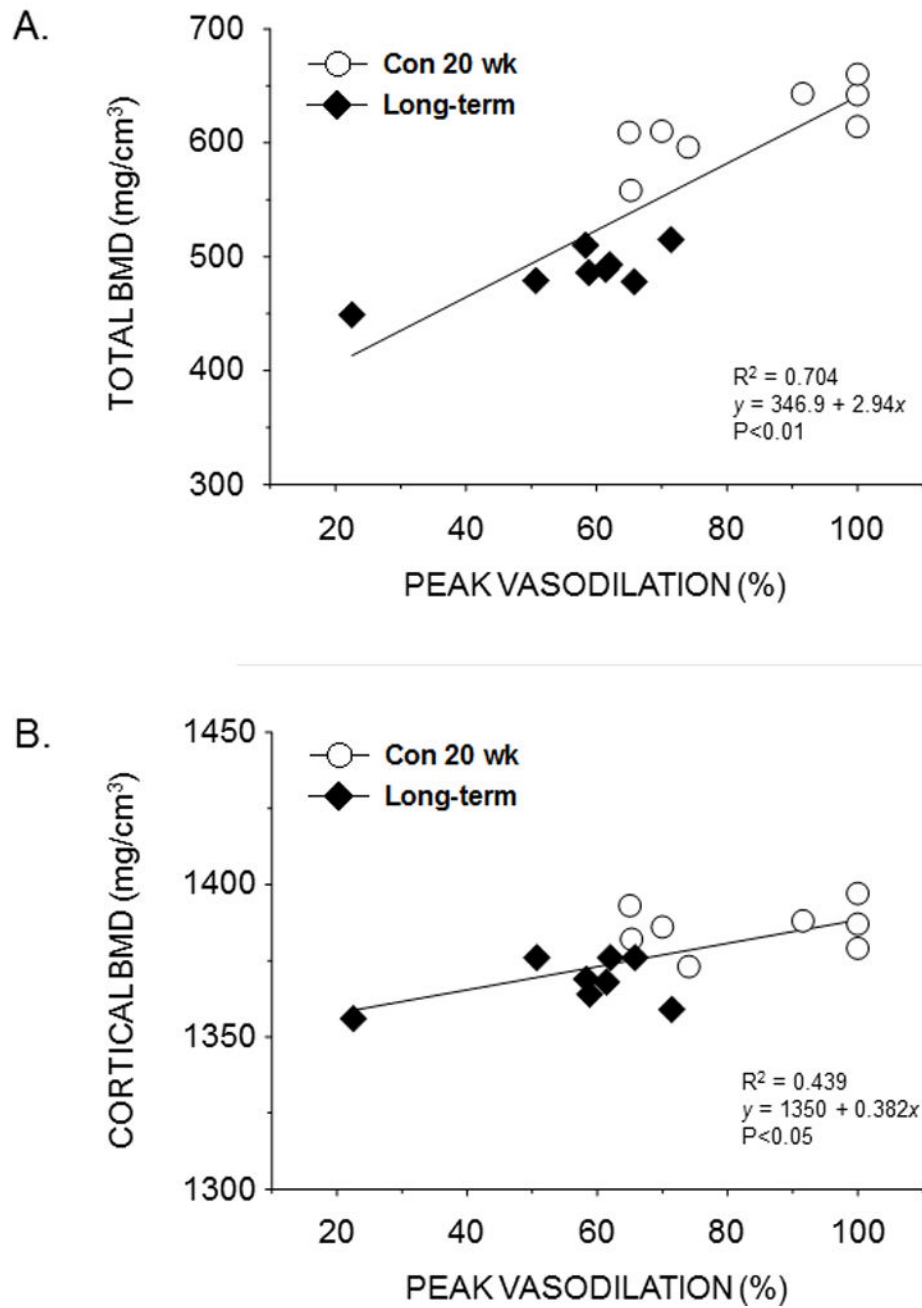 A.
700
600
500
400
300
TOTAL BMD (mg/cm³)
Con 20 wk
Long-term
R² = 0.704
y = 346.9 + 2.94x
P<0.01
20 40 60 80 100
PEAK VASODILATION (%)
B.
1450
1400
1350
1300
CORTICAL BMD (mg/cm³)
Con 20 wk
Long-term
R² = 0.439
y = 1350 + 0.382x
P<0.05
20 40 60 80 100
PEAK VASODILATION (%)